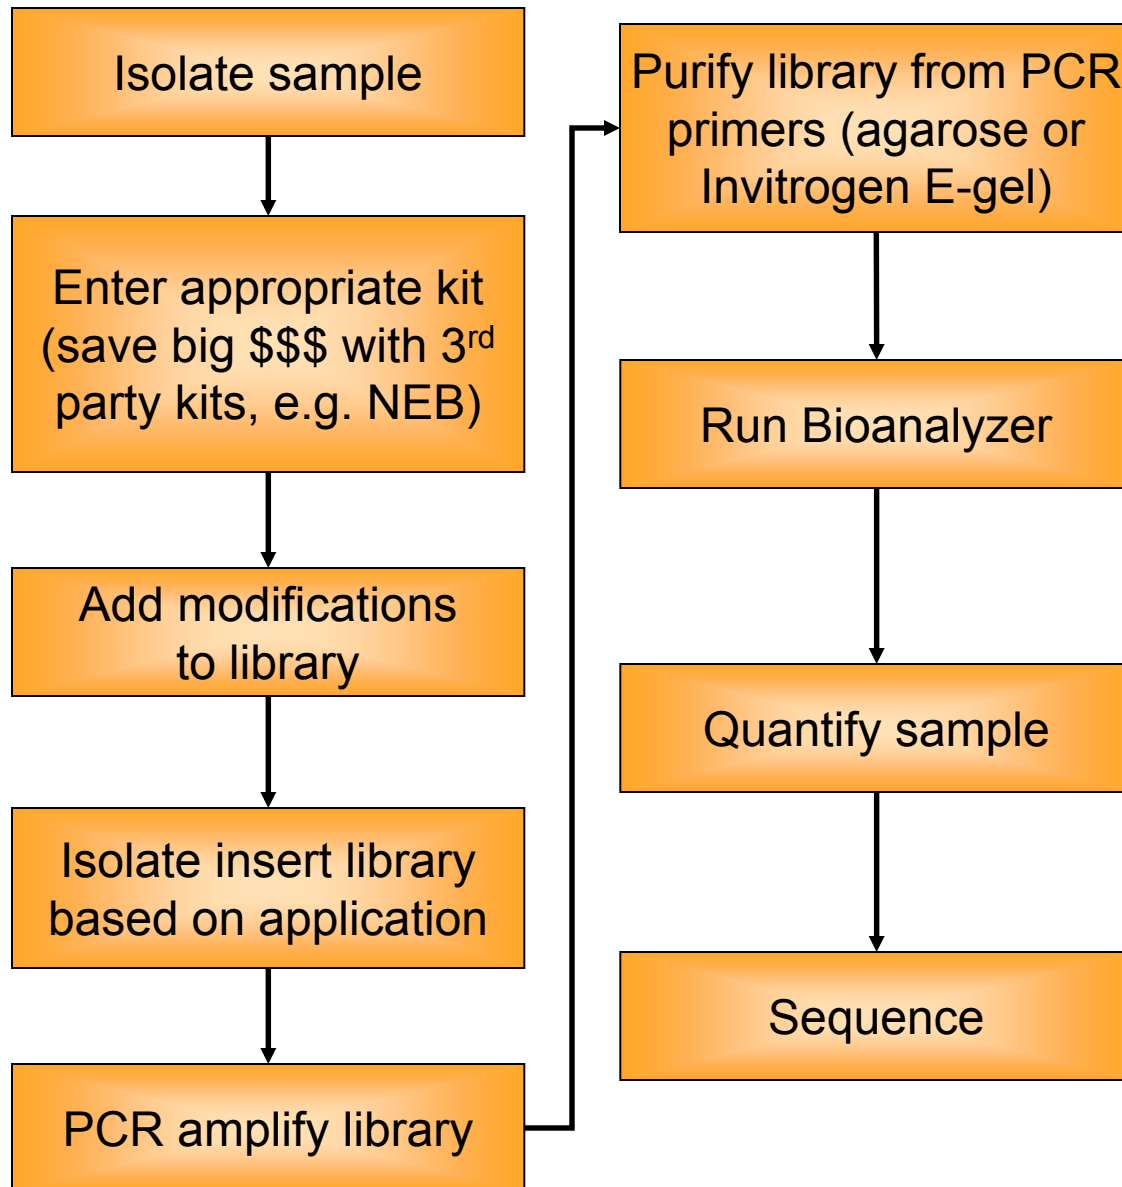 Isolate sample
Enter appropriate kit
(save big $$$ with 3rd
party kits, e.g. NEB)
Add modifications
to library
Isolate insert library
based on application
PCR amplify library
Purify library from PCR
primers (agarose or
Invitrogen E-gel)
Run Bioanalyzer
Quantify sample
Sequence